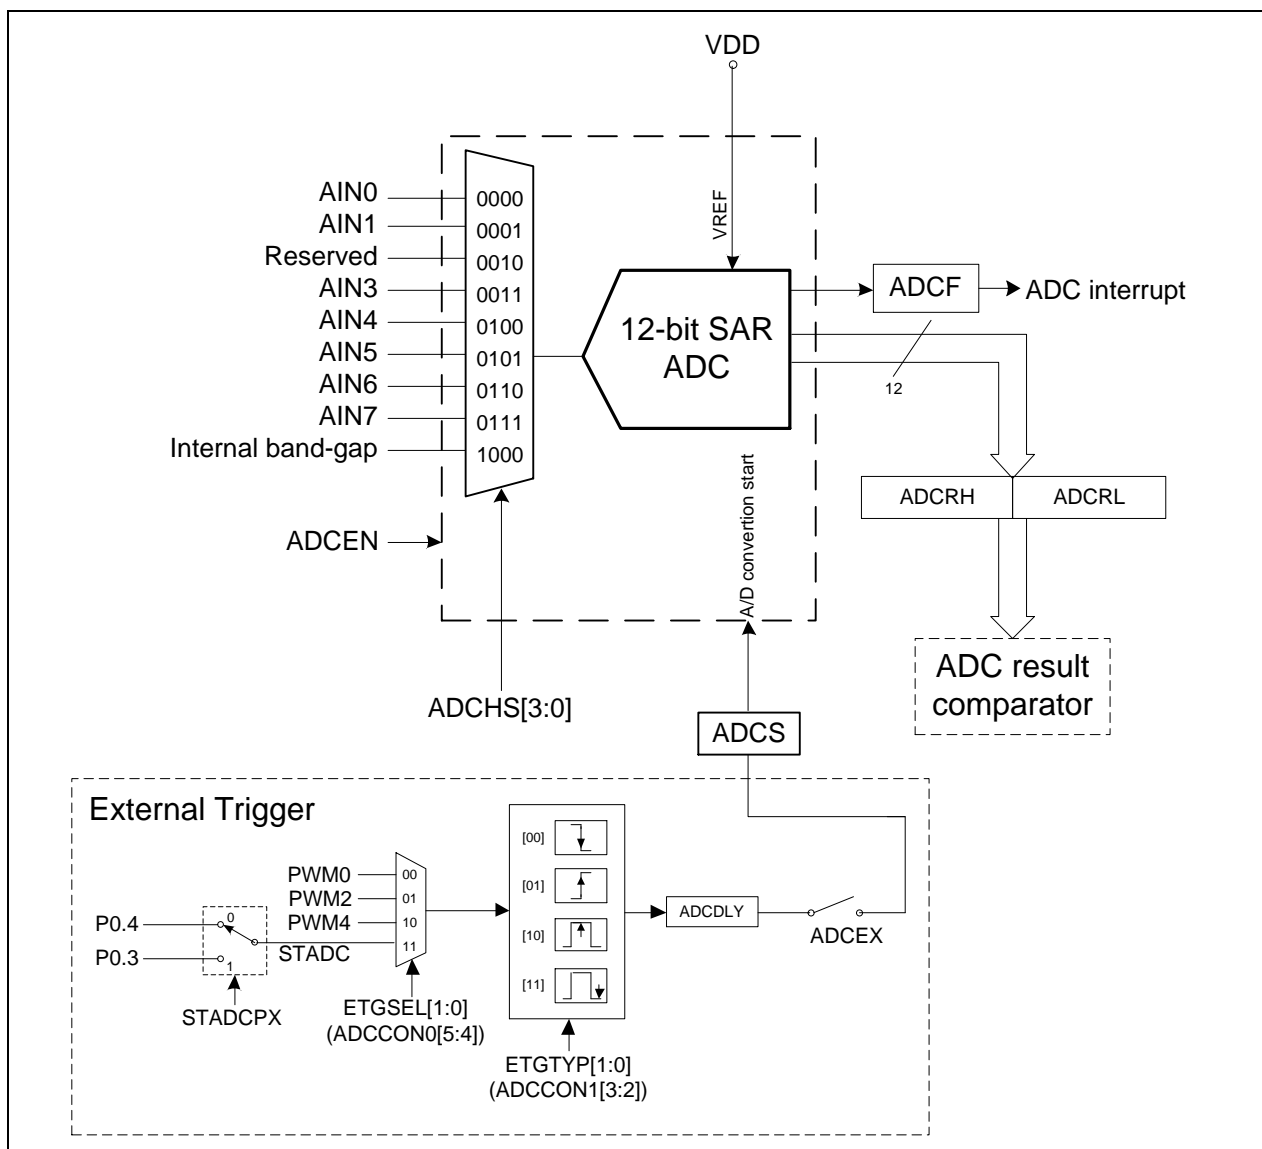 VDD
VREF
AIN0
0000
AIN1
0001
Reserved
0010
AIN3
0011
AIN4
0100
AIN5
0101
AIN6
0110
AIN7
0111
Internal band-gap
1000
12-bit SAR
ADC
ADCF
ADC interrupt
12
ADCRH
ADCRL
ADCEN
A/D convertion start
ADC result
comparator
ADCHS[3:0]
ADCS
External Trigger
PWM0
00
PWM2
01
PWM4
10
STADC
11
P0.4
0
P0.3
1
STADCPX
ETGSEL[1:0]
(ADCCON0[5:4])
[00]
[01]
[10]
[11]
ETGTYP[1:0]
(ADCCON1[3:2])
ADCDLY
ADCEX